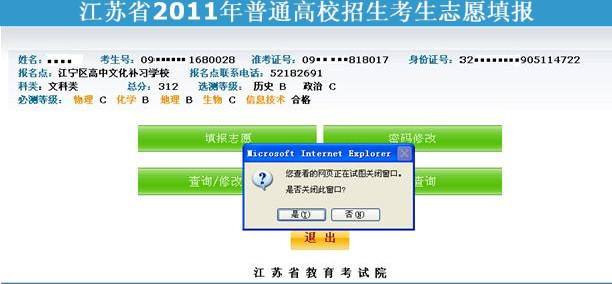 江苏省2011年普通高校招生考生志愿填报
姓名：▪▪▪▪ 考生号：09▪▪▪▪▪▪1680028 准考证号：09▪▪▪▪818017 身份证号：32▪▪▪▪▪▪▪▪905114722
报名点：江宁区高中文化补习学校 报名点联系电话：52182691
科类：文科类 总分：312 选测等级：历史 B 政治 C
必测等级：物理 C 化学 B 地理 B 生物 C 信息技术 合格
填报志愿 密码修改
Microsoft Internet Explorer
您查看的网页正在试图关闭窗口。
是否关闭此窗口?
查询/修改 查询
是(Y) 否(N)
退 出
江 苏 省 教 育 考 试 院